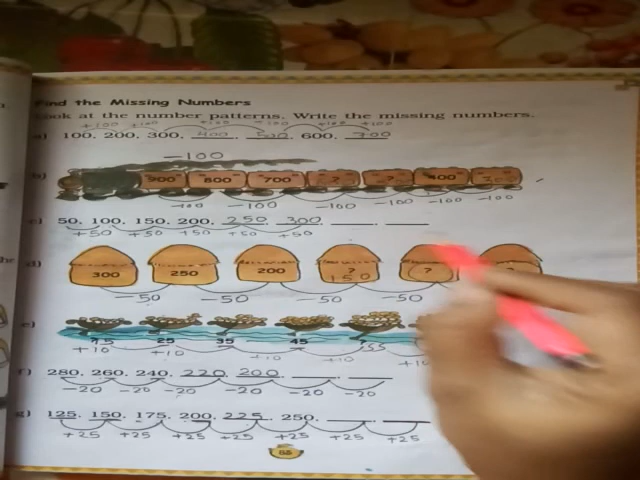 Find the Missing Numbers
Look at the number patterns. Write the missing numbers.
+100 +100 +100 +100 +100 +100
a) 100, 200, 300, 400, 500, 600, 700
-100
b) 900 800 700 ? ? 400 300
-100 -100 -100 -100 -100 -100
c) 50, 100, 150, 200, 250, 300
+50 +50 +50 +50 +50
d) 300 250 200 ? 150 ? ?
-50 -50 -50 -50
e) 25 35 45 55
+10 +10 +10 +10 +10
f) 280, 260, 240, 220 200
-20 -20 -20 -20 -20 -20
g) 125, 150, 175, 200, 225, 250,
+25 +25 +25 +25 +25 +25 +25